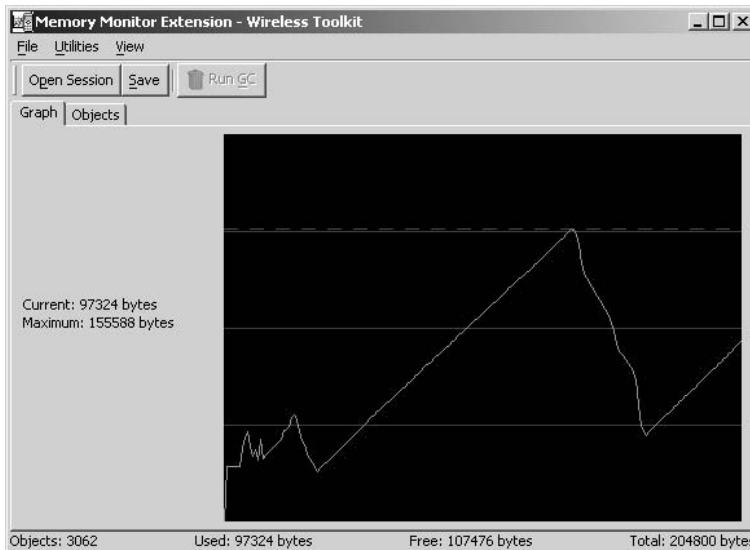 Memory Monitor Extension - Wireless Toolkit
File Utilities View
Open Session Save Run GC
Graph Objects
Current: 97324 bytes
Maximum: 155588 bytes
Objects: 3062 Used: 97324 bytes Free: 107476 bytes Total: 204800 bytes